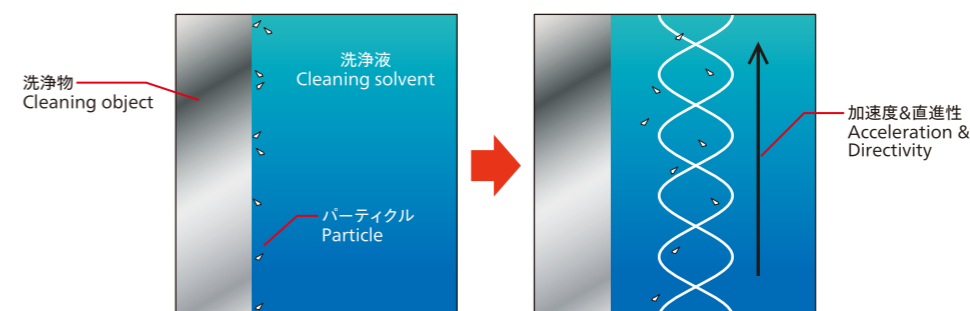 洗浄物
Cleaning object
洗浄液
Cleaning solvent
パーティクル
Particle
加速度&直進性
Acceleration &
Directivity